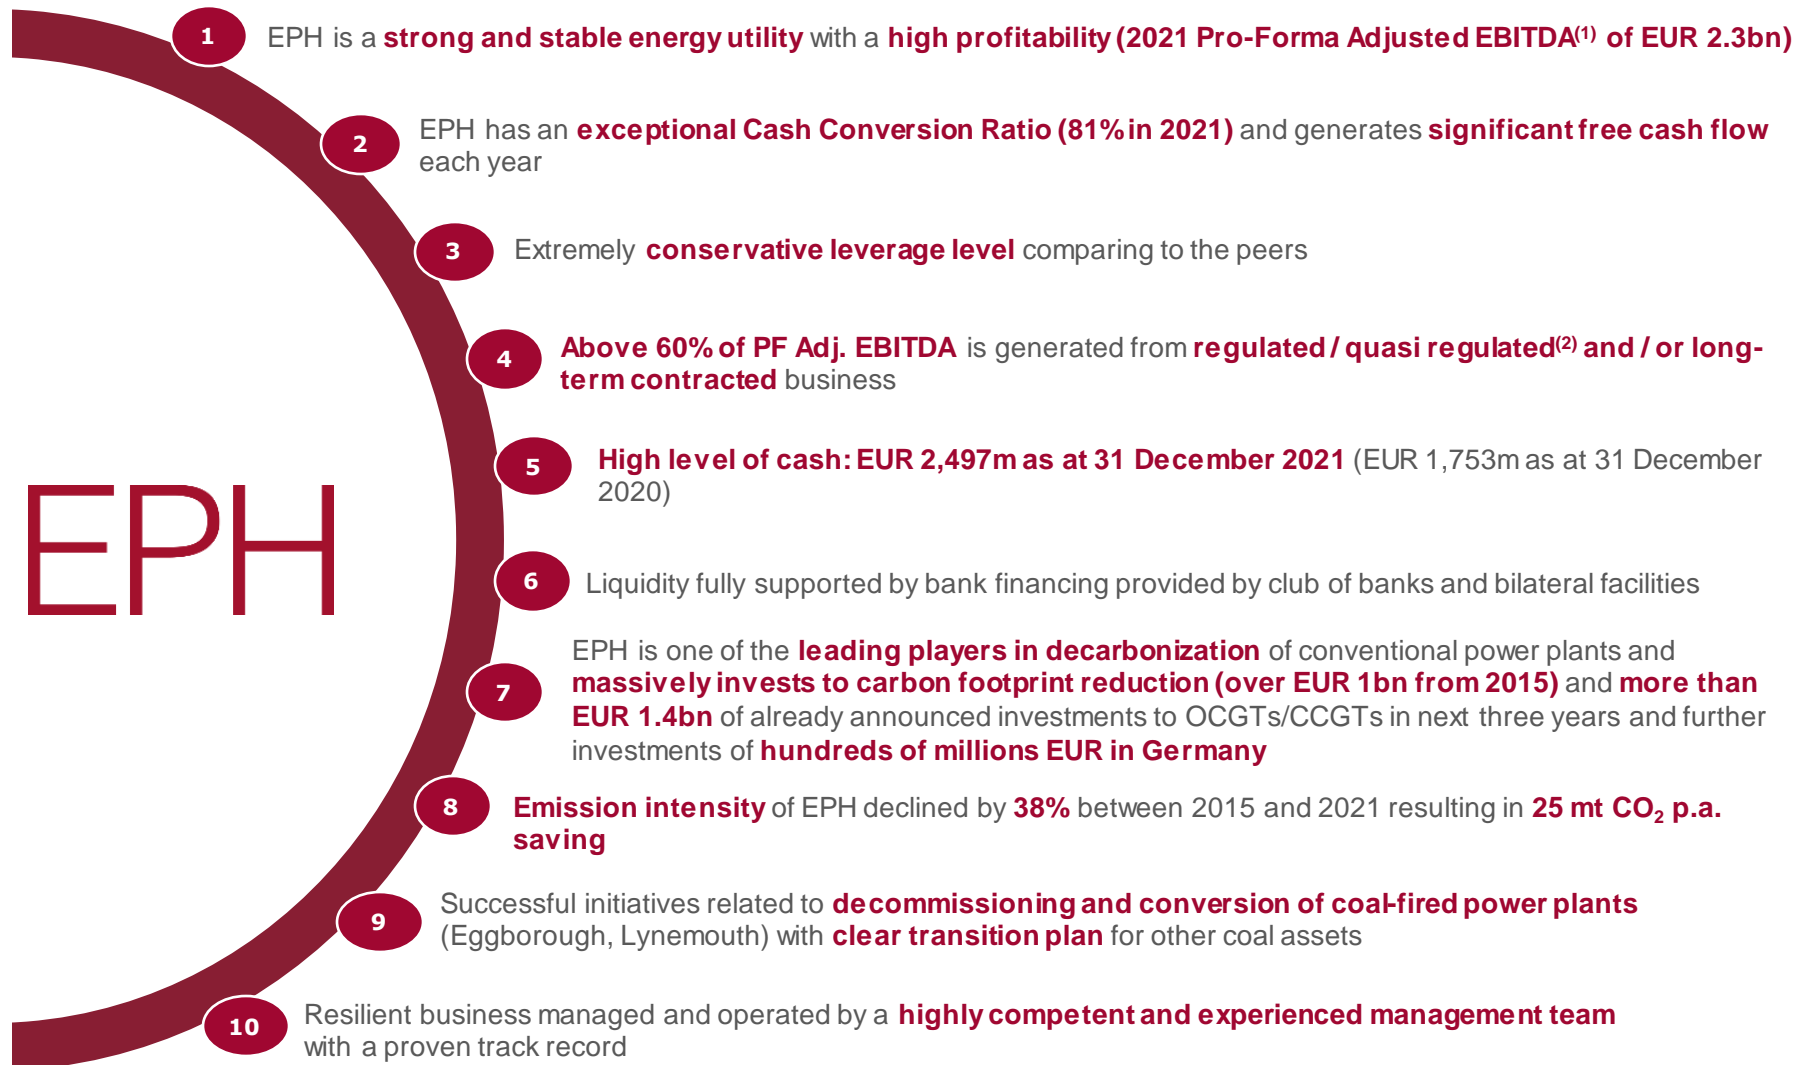 1
EPH is a strong and stable energy utility with a high profitability (2021 Pro-Forma Adjusted EBITDA(1) of EUR 2.3bn)
2
EPH has an exceptional Cash Conversion Ratio (81% in 2021) and generates significant free cash flow
each year
3
Extremely conservative leverage level comparing to the peers
4
Above 60% of PF Adj. EBITDA is generated from regulated / quasi regulated(2) and / or long-
term contracted business
5
High level of cash: EUR 2,497m as at 31 December 2021 (EUR 1,753m as at 31 December
2020)
EPH
6
Liquidity fully supported by bank financing provided by club of banks and bilateral facilities
7
EPH is one of the leading players in decarbonization of conventional power plants and
massively invests to carbon footprint reduction (over EUR 1bn from 2015) and more than
EUR 1.4bn of already announced investments to OCGTs/CCGTs in next three years and further
investments of hundreds of millions EUR in Germany
8
Emission intensity of EPH declined by 38% between 2015 and 2021 resulting in 25 mt CO2 p.a.
saving
9
Successful initiatives related to decommissioning and conversion of coal-fired power plants
(Eggborough, Lynemouth) with clear transition plan for other coal assets
10
Resilient business managed and operated by a highly competent and experienced management team
with a proven track record